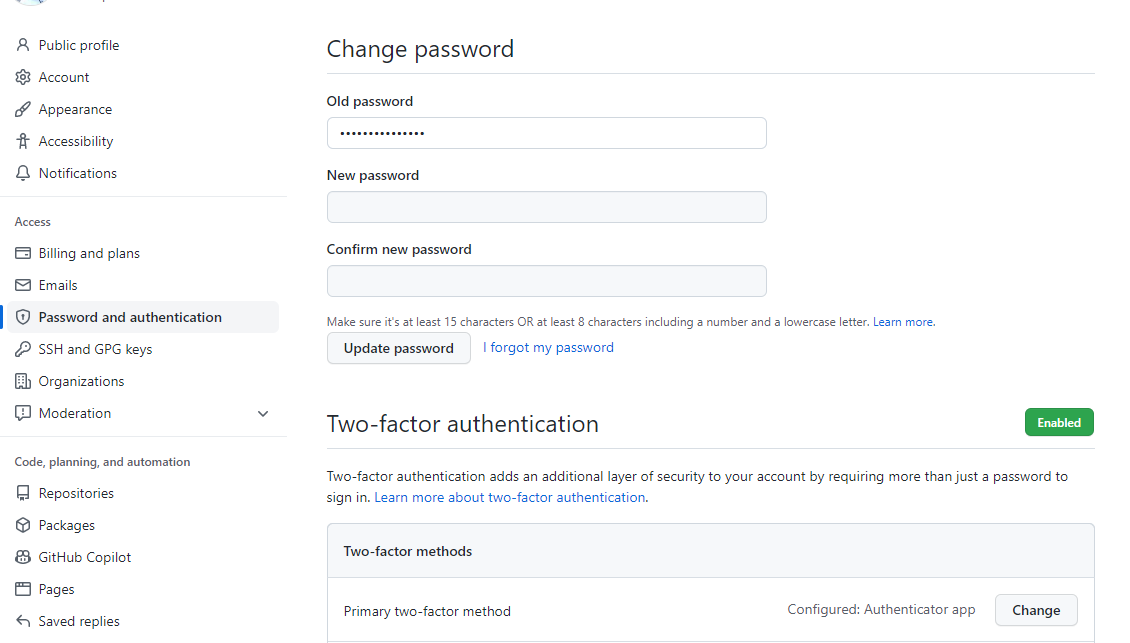 Public profile
Account
Appearance
Accessibility
Notifications
Access
Billing and plans
Emails
Password and authentication
SSH and GPG keys
Organizations
Moderation
Code, planning, and automation
Repositories
Packages
GitHub Copilot
Pages
Saved replies
Change password
Old password
•••••••••••••••
New password
Confirm new password
Make sure it's at least 15 characters OR at least 8 characters including a number and a lowercase letter. Learn more.
Update password I forgot my password
Two-factor authentication Enabled
Two-factor authentication adds an additional layer of security to your account by requiring more than just a password to
sign in. Learn more about two-factor authentication.
Two-factor methods
Primary two-factor method Configured: Authenticator app Change